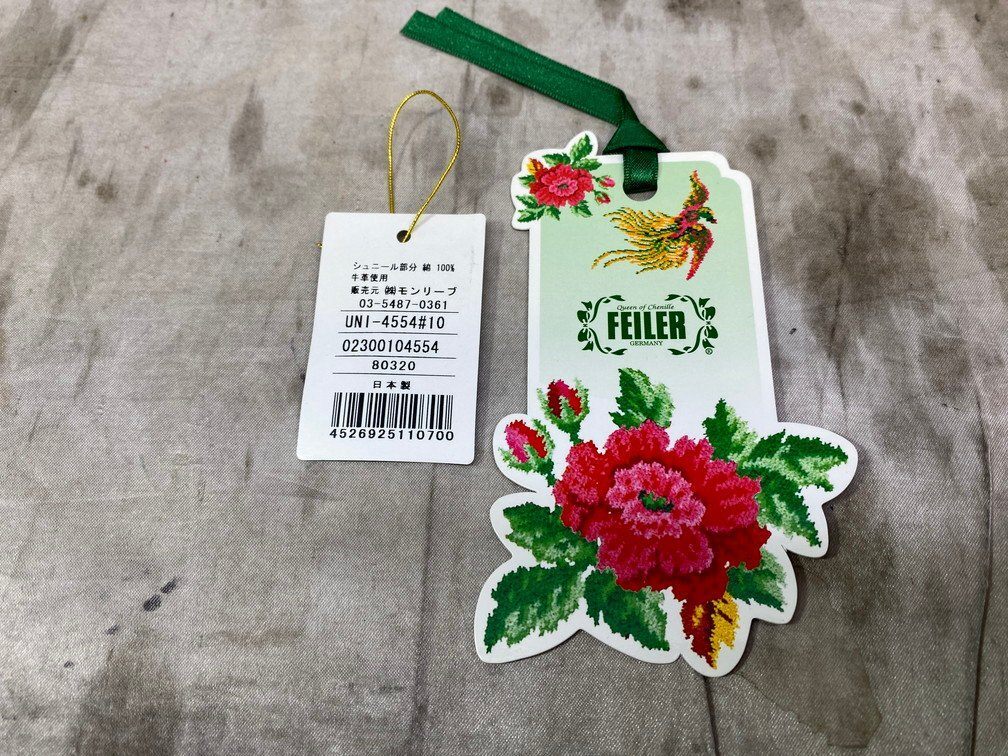 シュニール部分 綿 100%
牛革使用
販売元 ㈱モンリーブ
03-5487-0361
UNI-4554#10
02300104554
80320
日本製
4526925110700
Queen of Chenille
FEILER
GERMANY
®